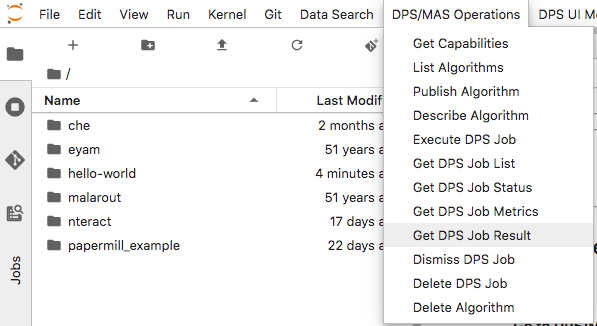 File Edit View Run Kernel Git Data Search DPS/MAS Operations DPS UI
/
Name Last Modif
che 2 months a
eyam 51 years a
hello-world 4 minutes a
malarout 51 years a
nteract 17 days a
papermill_example 22 days a
Jobs
Get Capabilities
List Algorithms
Publish Algorithm
Describe Algorithm
Execute DPS Job
Get DPS Job List
Get DPS Job Status
Get DPS Job Metrics
Get DPS Job Result
Dismiss DPS Job
Delete DPS Job
Delete Algorithm